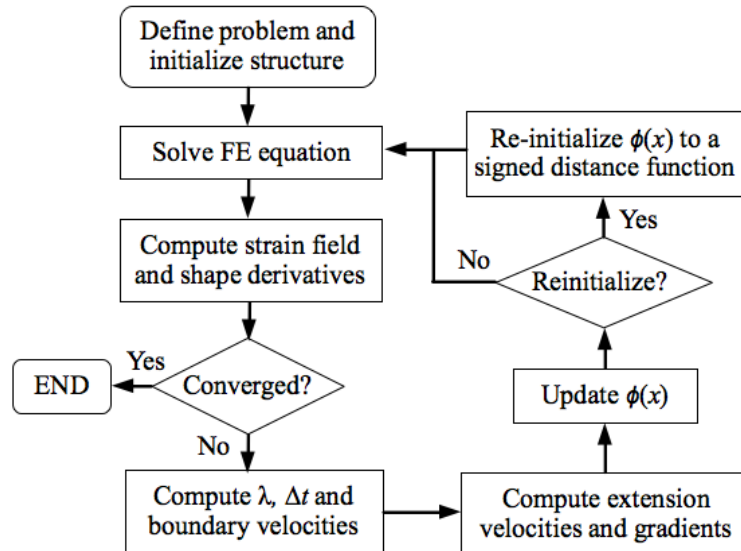 Define problem and
initialize structure
Solve FE equation
Compute strain field
and shape derivatives
Converged?
Yes
END
No
Compute λ, Δt and
boundary velocities
Compute extension
velocities and gradients
Update ϕ(x)
Reinitialize?
Yes
No
Re-initialize ϕ(x) to a
signed distance function